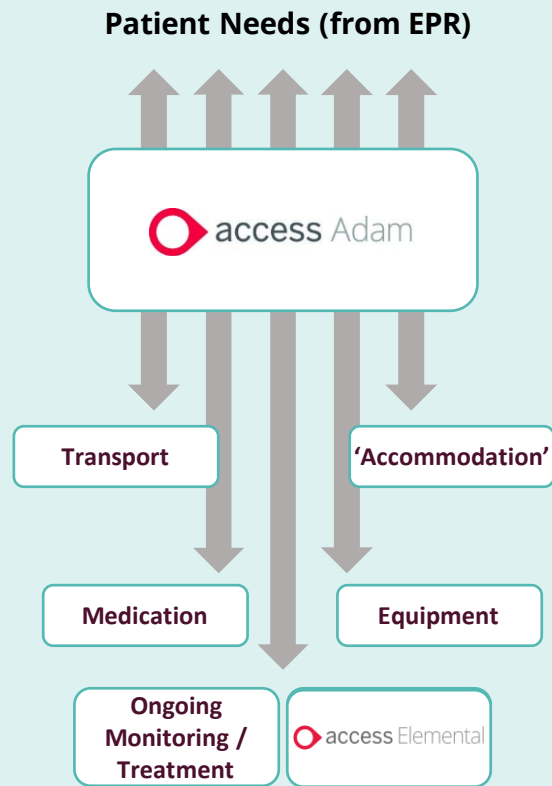 Patient Needs (from EPR)
access Adam
Transport
‘Accommodation’
Medication
Equipment
Ongoing
Monitoring /
Treatment
access Elemental